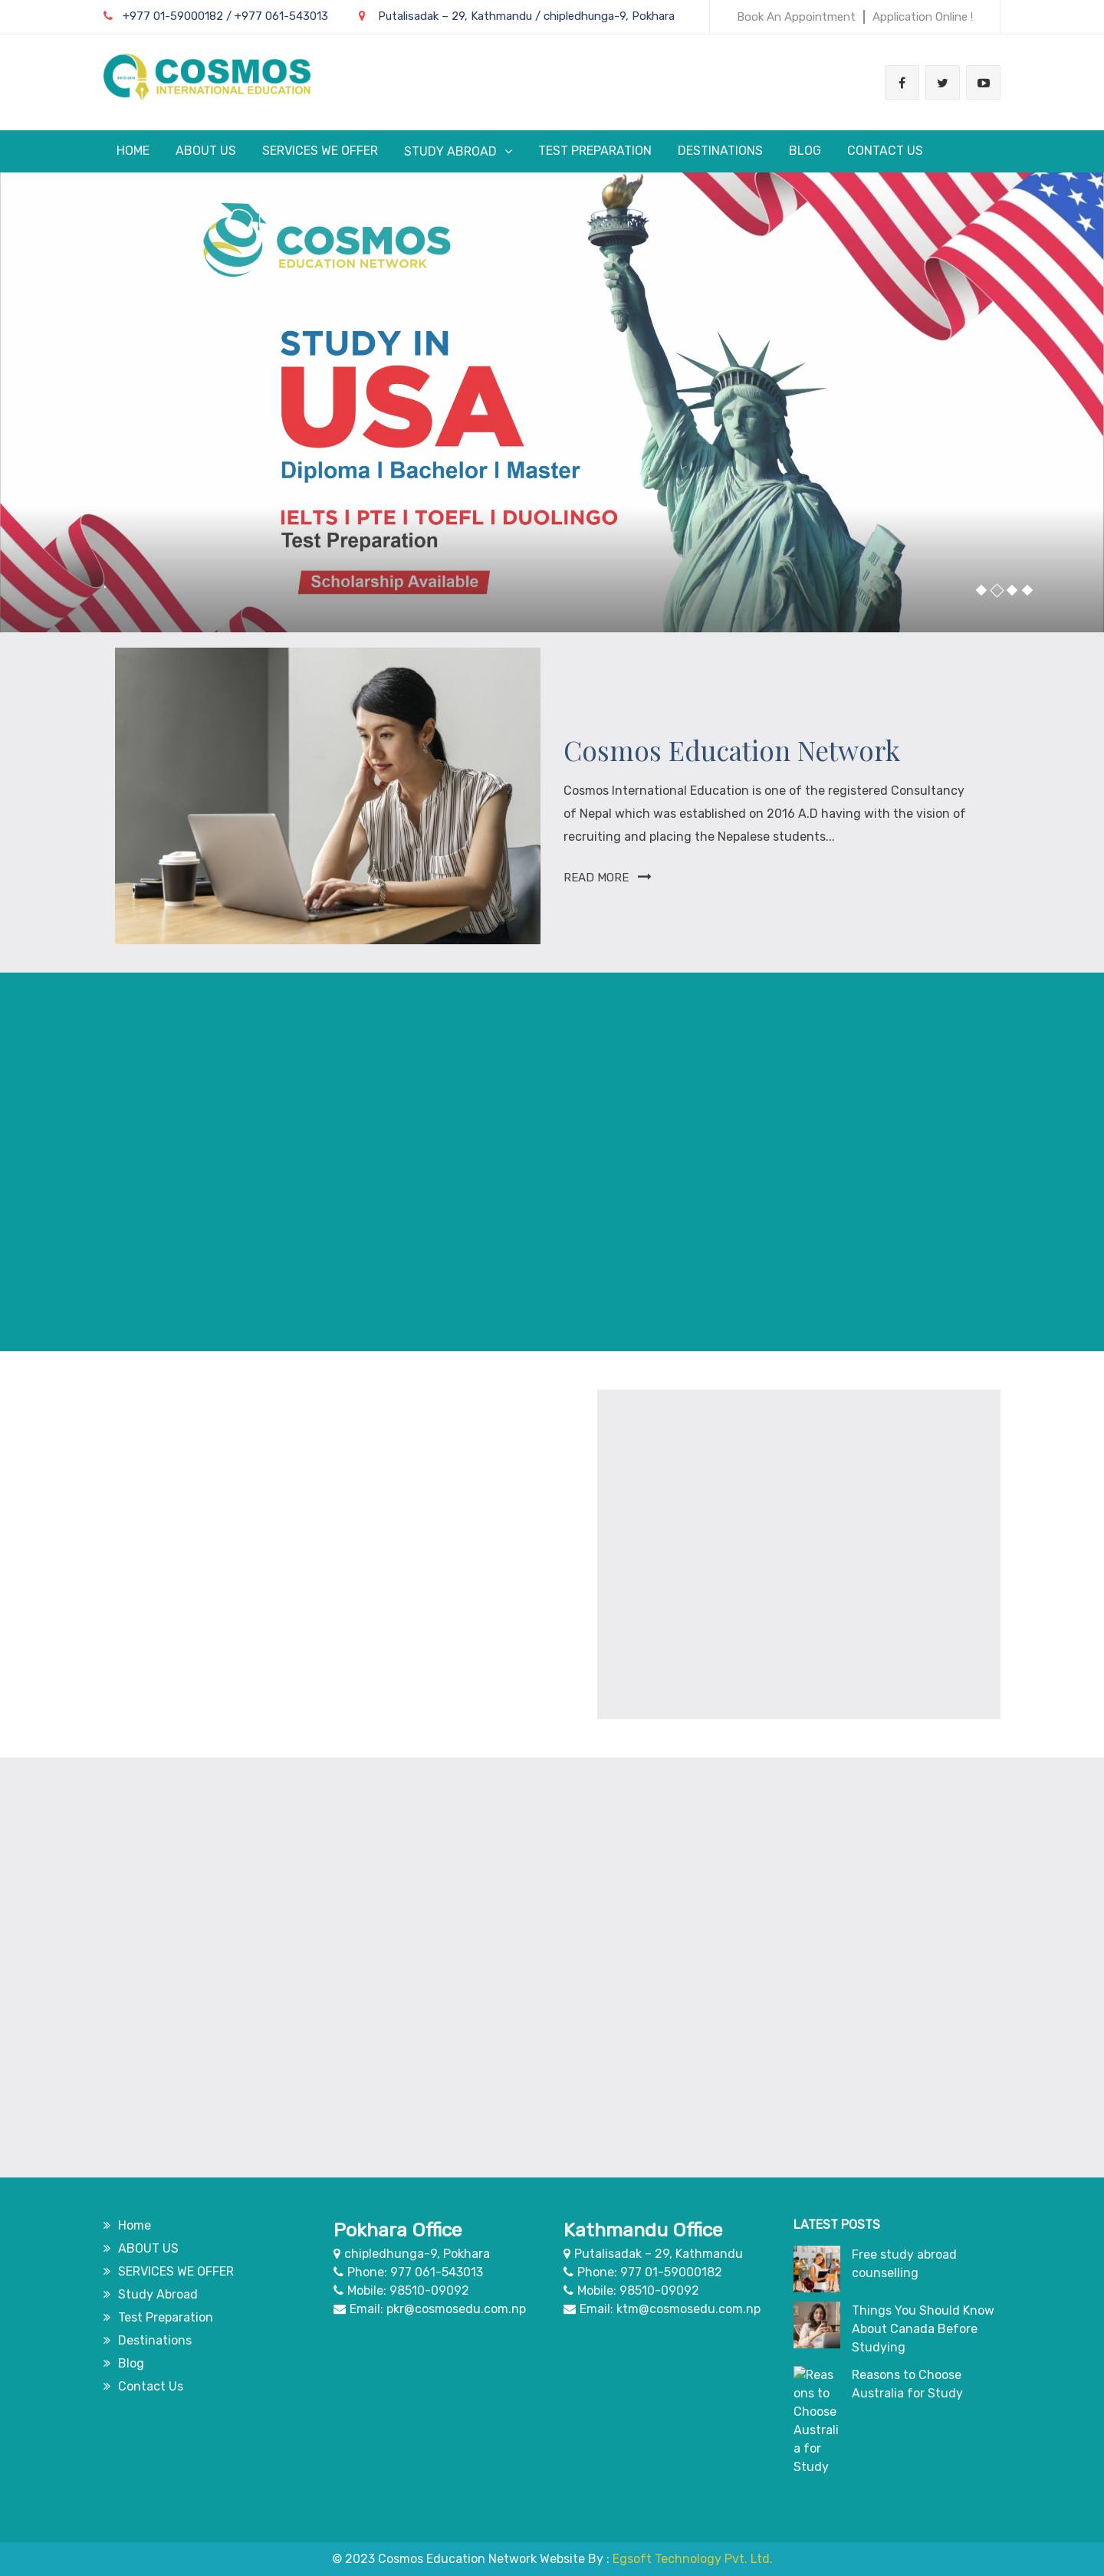 +977 01-59000182 / +977 061-543013
Putalisadak – 29, Kathmandu / chipledhunga-9, Pokhara
Book An Appointment | Application Online !
COSMOS
INTERNATIONAL EDUCATION
HOME ABOUT US SERVICES WE OFFER STUDY ABROAD TEST PREPARATION DESTINATIONS BLOG CONTACT US
COSMOS
EDUCATION NETWORK
STUDY IN
USA
Diploma | Bachelor | Master
IELTS | PTE | TOEFL | DUOLINGO
Test Preparation
Scholarship Available
Cosmos Education Network
Cosmos International Education is one of the registered Consultancy
of Nepal which was established on 2016 A.D having with the vision of
recruiting and placing the Nepalese students...
READ MORE
Home
ABOUT US
SERVICES WE OFFER
Study Abroad
Test Preparation
Destinations
Blog
Contact Us
Pokhara Office
chipledhunga-9, Pokhara
Phone: 977 061-543013
Mobile: 98510-09092
Email: pkr@cosmosedu.com.np
Kathmandu Office
Putalisadak – 29, Kathmandu
Phone: 977 01-59000182
Mobile: 98510-09092
Email: ktm@cosmosedu.com.np
LATEST POSTS
Free study abroad
counselling
Things You Should Know
About Canada Before
Studying
Reas
ons to
Choose
Australi
a for
Study
Reasons to Choose
Australia for Study
© 2023 Cosmos Education Network Website By : Egsoft Technology Pvt. Ltd.